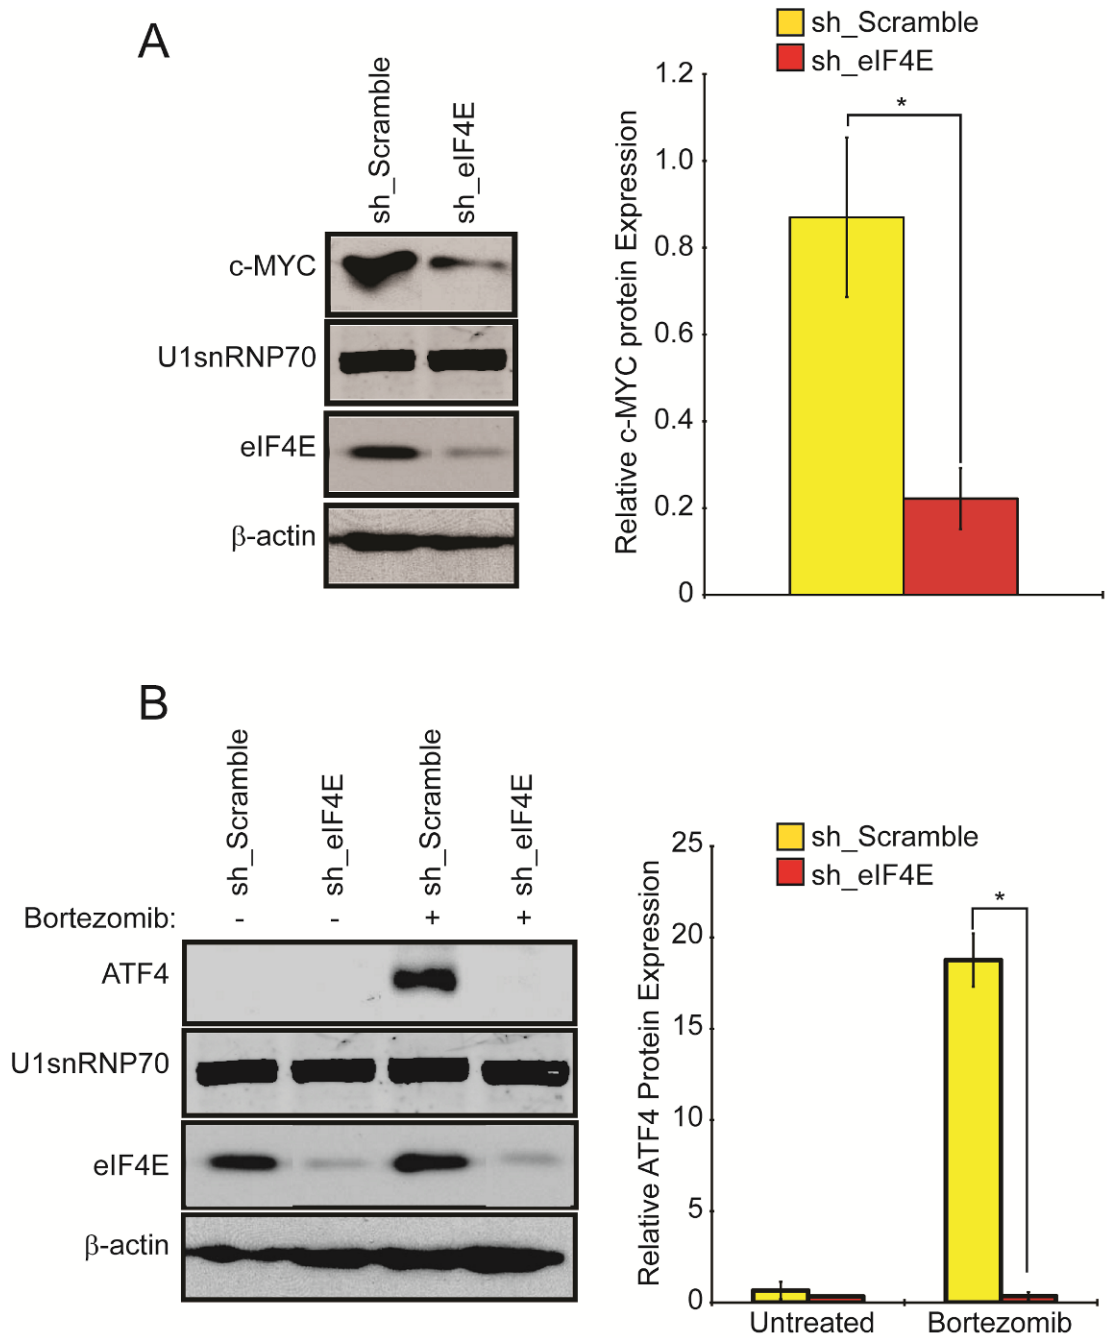 A
sh_Scramble
sh_eIF4E
c-MYC
U1snRNP70
eIF4E
β-actin
sh_Scramble
sh_eIF4E
Relative c-MYC protein Expression
1.2
1.0
0.8
0.6
0.4
0.2
0
*
B
sh_Scramble
sh_eIF4E
sh_Scramble
sh_eIF4E
Bortezomib: - - + +
ATF4
U1snRNP70
eIF4E
β-actin
sh_Scramble
sh_eIF4E
Relative ATF4 Protein Expression
25
20
15
10
5
0
*
Untreated Bortezomib